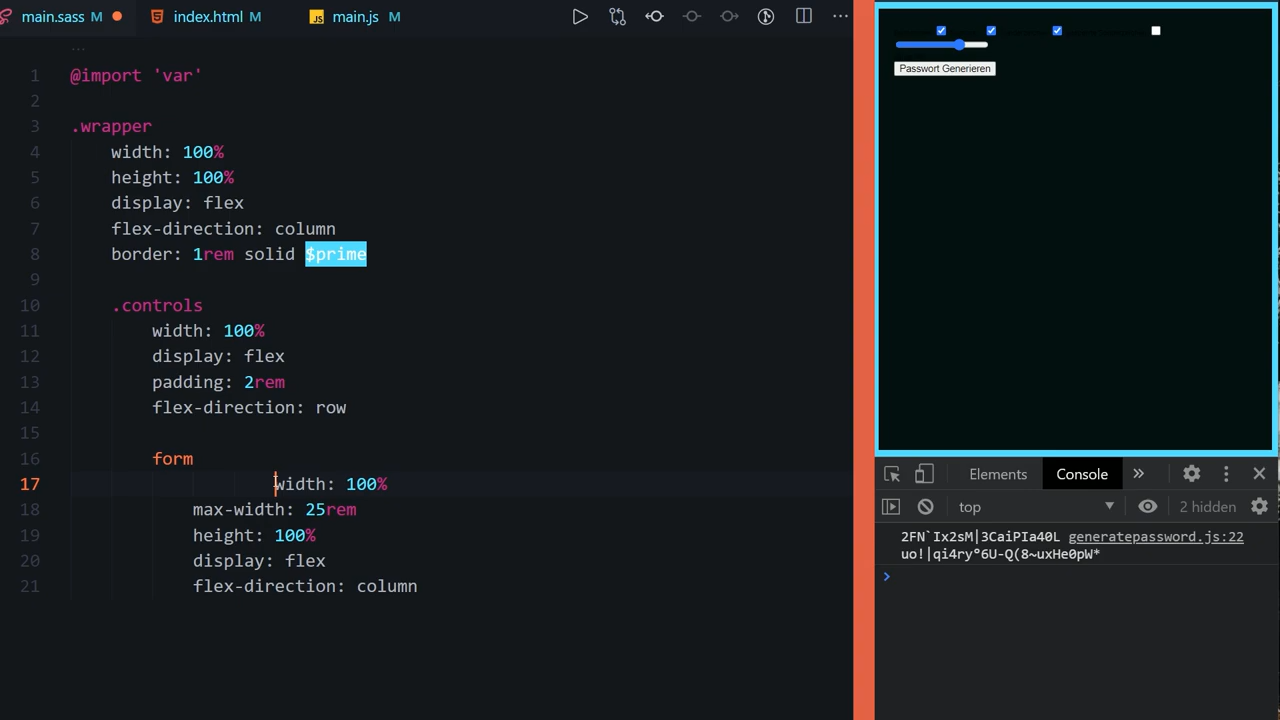 main.sass M
index.html M
JS main.js M
...
1 @import 'var'
2
3 .wrapper
4 width: 100%
5 height: 100%
6 display: flex
7 flex-direction: column
8 border: 1rem solid $prime
9
10 .controls
11 width: 100%
12 display: flex
13 padding: 2rem
14 flex-direction: row
15
16 form
17 width: 100%
18 max-width: 25rem
19 height: 100%
20 display: flex
21 flex-direction: column
Passwort Generieren
Elements Console »
top 2 hidden
2FN`Ix2sM|3CaiPIa40L generatepassword.js:22
uo!|qi4ry°6U-Q(8~uxHe0pW*